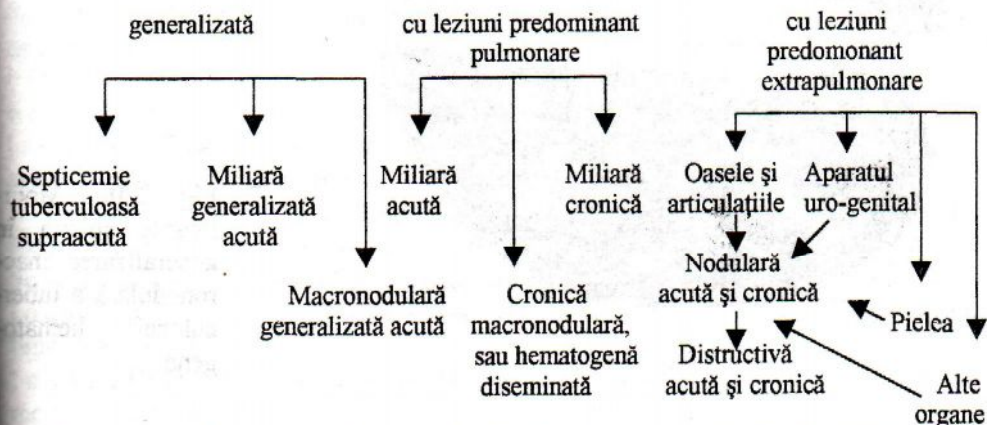 generalizată
cu leziuni predominant
pulmonare
cu leziuni
predomonant
extrapulmonare
Septicemie
tuberculoasă
supraacută
Miliară
generalizată
acută
Macronodulară
generalizată acută
Miliară
acută
Cronică
macronodulară,
sau hematogenă
diseminată
Miliară
cronică
Oasele şi
articulaţiile
Aparatul
uro-genital
Nodulară
acută şi cronică
Distructivă
acută şi cronică
Pielea
Alte
organe